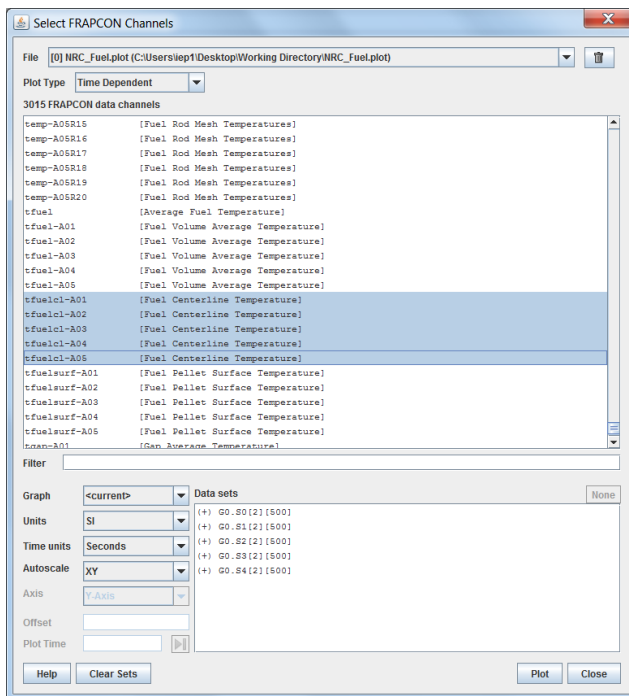 Select FRAPCON Channels
File [0] NRC_Fuel.plot (C:\Users\iep1\Desktop\Working Directory\NRC_Fuel.plot)
Plot Type Time Dependent
3015 FRAPCON data channels
temp-A05R15 [Fuel Rod Mesh Temperatures]
temp-A05R16 [Fuel Rod Mesh Temperatures]
temp-A05R17 [Fuel Rod Mesh Temperatures]
temp-A05R18 [Fuel Rod Mesh Temperatures]
temp-A05R19 [Fuel Rod Mesh Temperatures]
temp-A05R20 [Fuel Rod Mesh Temperatures]
tfuel [Average Fuel Temperature]
tfuel-A01 [Fuel Volume Average Temperature]
tfuel-A02 [Fuel Volume Average Temperature]
tfuel-A03 [Fuel Volume Average Temperature]
tfuel-A04 [Fuel Volume Average Temperature]
tfuel-A05 [Fuel Volume Average Temperature]
tfuelcl-A01 [Fuel Centerline Temperature]
tfuelcl-A02 [Fuel Centerline Temperature]
tfuelcl-A03 [Fuel Centerline Temperature]
tfuelcl-A04 [Fuel Centerline Temperature]
tfuelcl-A05 [Fuel Centerline Temperature]
tfuelsurf-A01 [Fuel Pellet Surface Temperature]
tfuelsurf-A02 [Fuel Pellet Surface Temperature]
tfuelsurf-A03 [Fuel Pellet Surface Temperature]
tfuelsurf-A04 [Fuel Pellet Surface Temperature]
tfuelsurf-A05 [Fuel Pellet Surface Temperature]
tgap-A01 [Gap Average Temperature]
Filter
Graph <current> Data sets None
Units SI
Time units Seconds
Autoscale XY
Axis Y-Axis
Offset
Plot Time
(+) G0.S0[2][500]
(+) G0.S1[2][500]
(+) G0.S2[2][500]
(+) G0.S3[2][500]
(+) G0.S4[2][500]
Help Clear Sets Plot Close